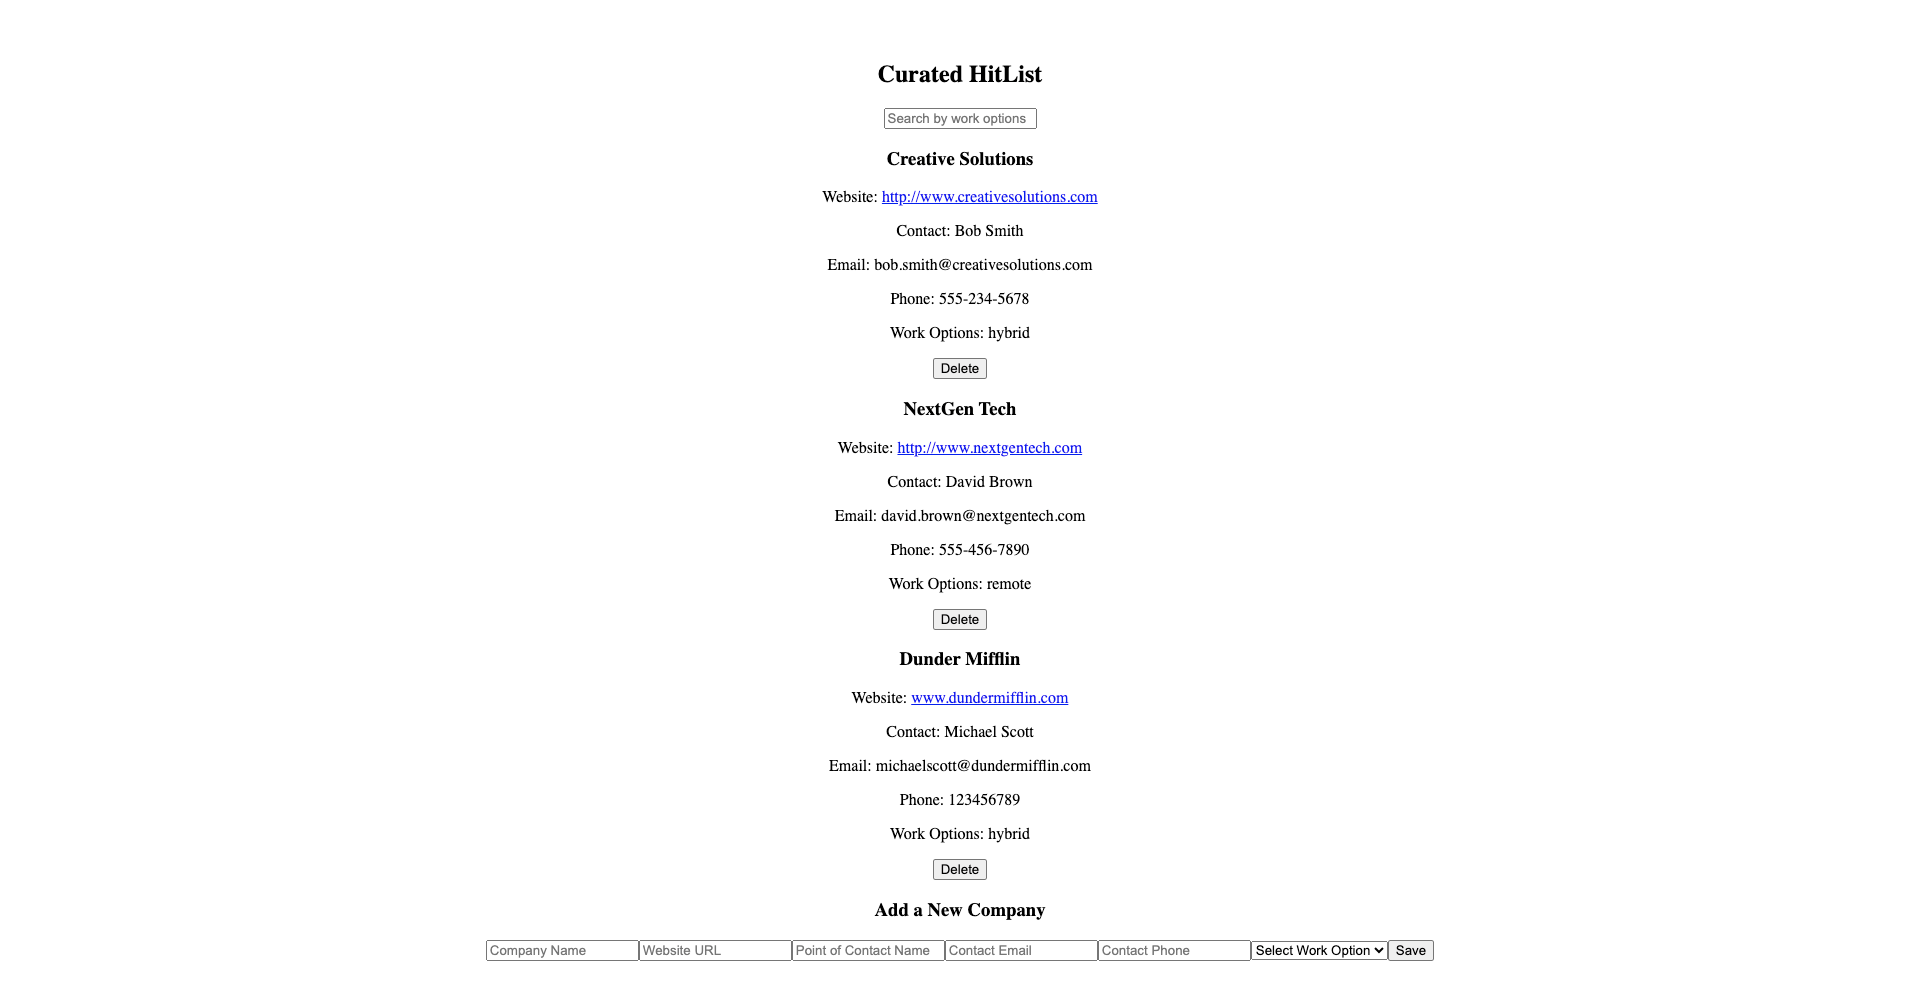 Curated HitList
Search by work options
Creative Solutions
Website: http://www.creativesolutions.com
Contact: Bob Smith
Email: bob.smith@creativesolutions.com
Phone: 555-234-5678
Work Options: hybrid
Delete
NextGen Tech
Website: http://www.nextgentech.com
Contact: David Brown
Email: david.brown@nextgentech.com
Phone: 555-456-7890
Work Options: remote
Delete
Dunder Mifflin
Website: www.dundermifflin.com
Contact: Michael Scott
Email: michaelscott@dundermifflin.com
Phone: 123456789
Work Options: hybrid
Delete
Add a New Company
Company Name Website URL Point of Contact Name Contact Email Contact Phone Select Work Option Save